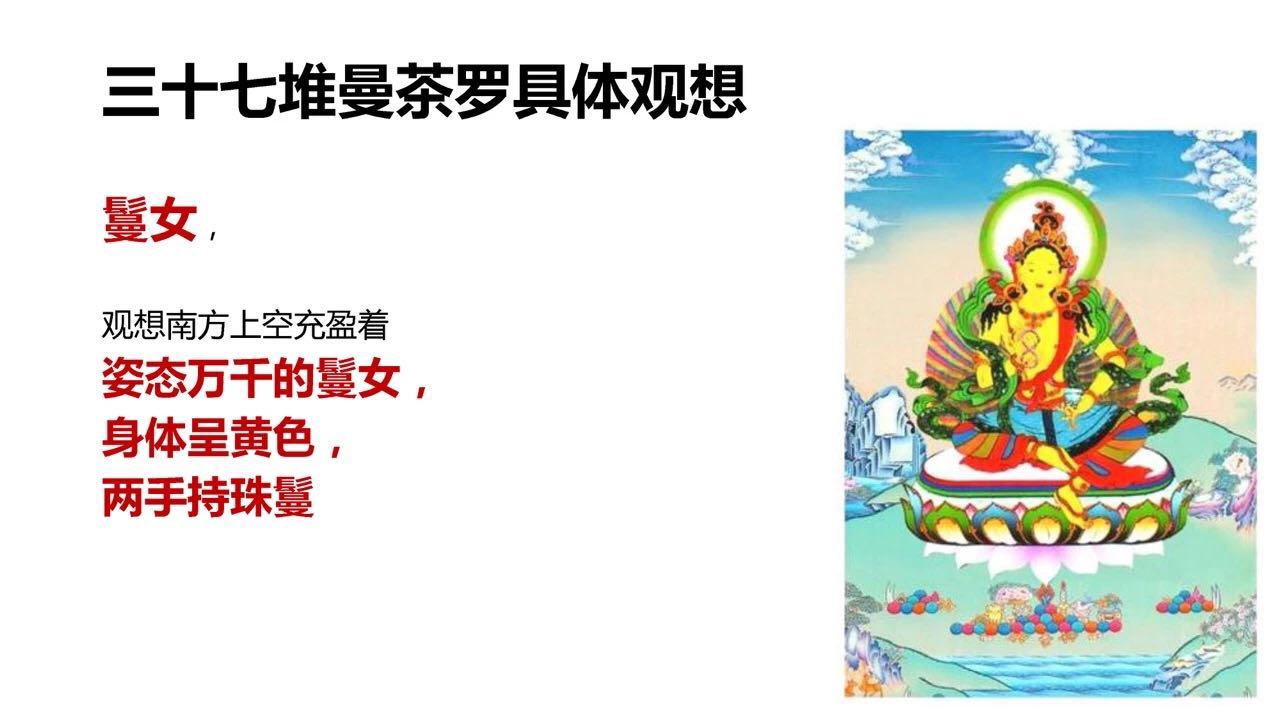 三十七堆曼茶罗具体观想
鬘女，
观想南方上空充盈着
姿态万千的鬘女，
身体呈黄色，
两手持珠鬘